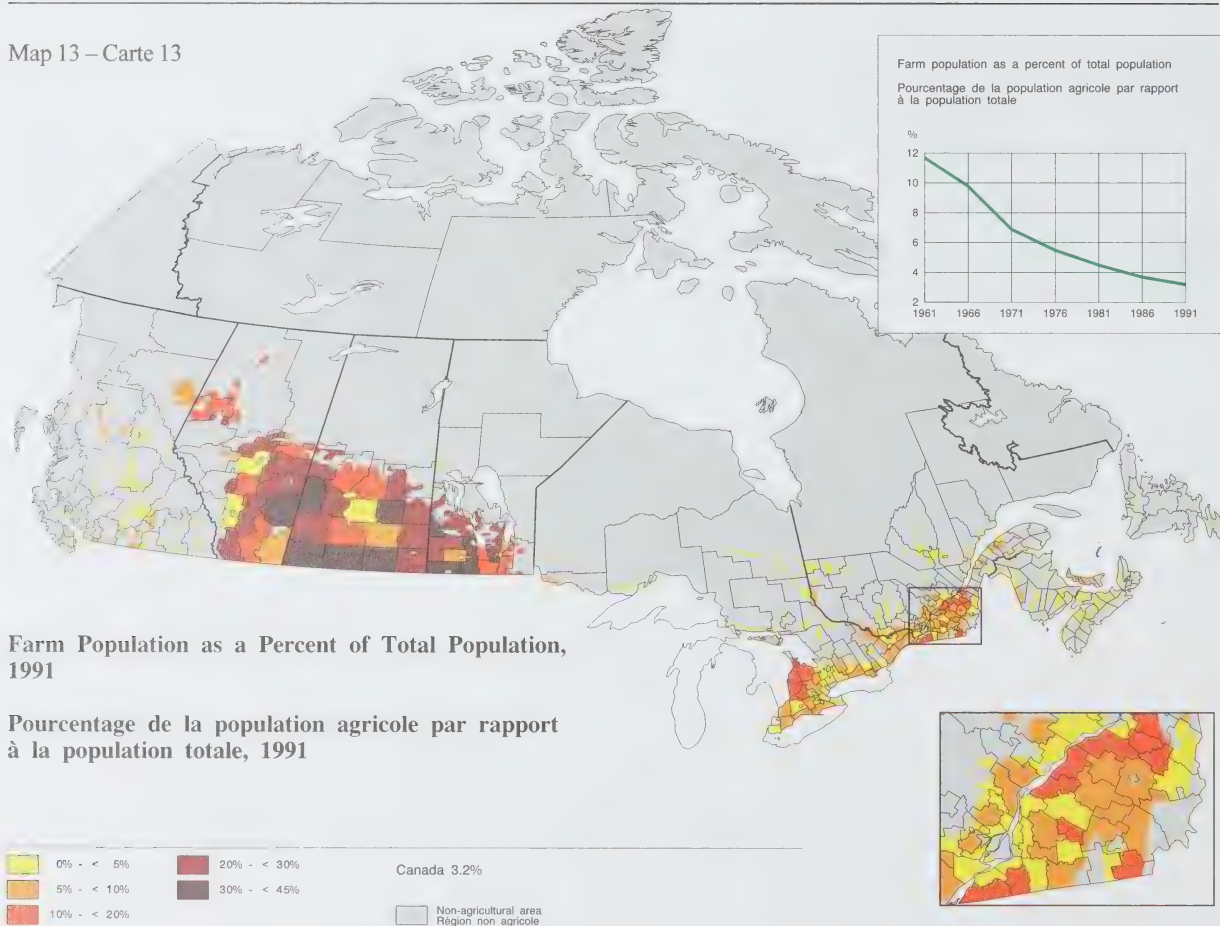 Map 13 – Carte 13
Farm population as a percent of total population
Pourcentage de la population agricole par rapport
à la population totale
%
12
10
8
6
4
2
1961 1966 1971 1976 1981 1986 1991
Farm Population as a Percent of Total Population,
1991
Pourcentage de la population agricole par rapport
à la population totale, 1991
0% - < 5%
5% - < 10%
10% - < 20%
20% - < 30%
30% - < 45%
Canada 3.2%
Non-agricultural area
Région non agricole